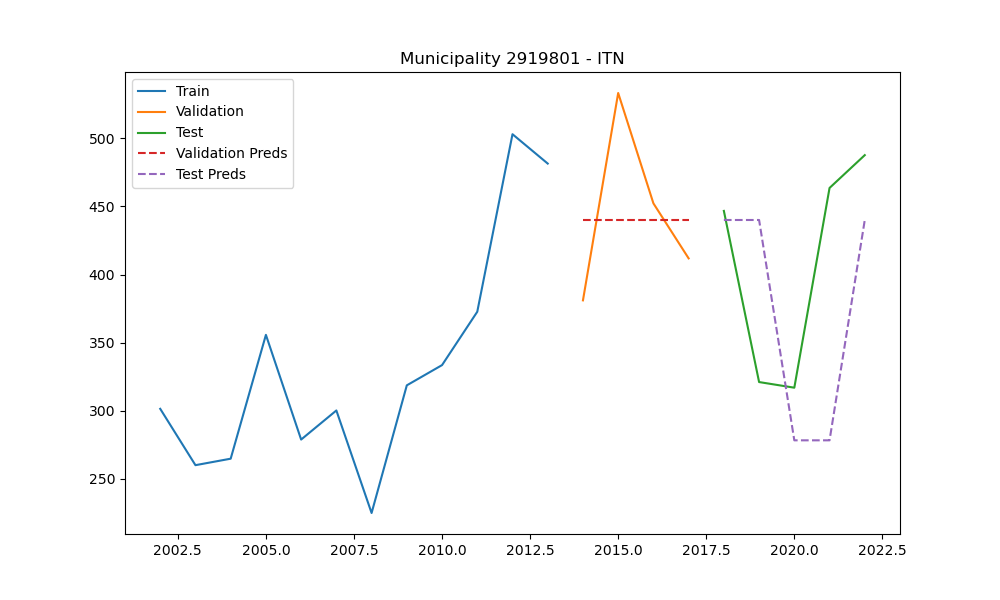 Municipality 2919801 - ITN
Train
Validation
Test
Validation Preds
Test Preds
500
450
400
350
300
250
2002.5 2005.0 2007.5 2010.0 2012.5 2015.0 2017.5 2020.0 2022.5